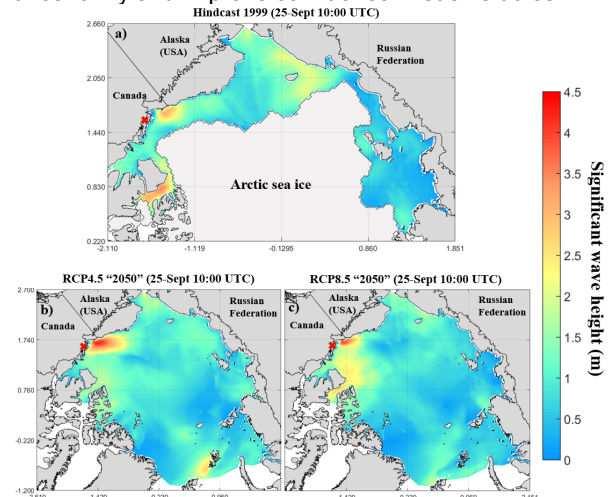 Hindcast 1999 (25-Sept 10:00 UTC)
2.660
2.050
1.440
0.830
0.220
a)
Alaska
(USA)
Russian
Federation
Canada
Arctic sea ice
-2.110
-1.119
-0.1295
0.860
1.851
RCP4.5 “2050” (25-Sept 10:00 UTC)
2.700
1.740
0.760
-0.220
-1.200
b)
Alaska
(USA)
Russian
Federation
Canada
RCP8.5 “2050” (25-Sept 10:00 UTC)
c)
Alaska
(USA)
Russian
Federation
Canada
4.5
4
3.5
3
2.5
2
1.5
1
0.5
0
Significant wave height (m)